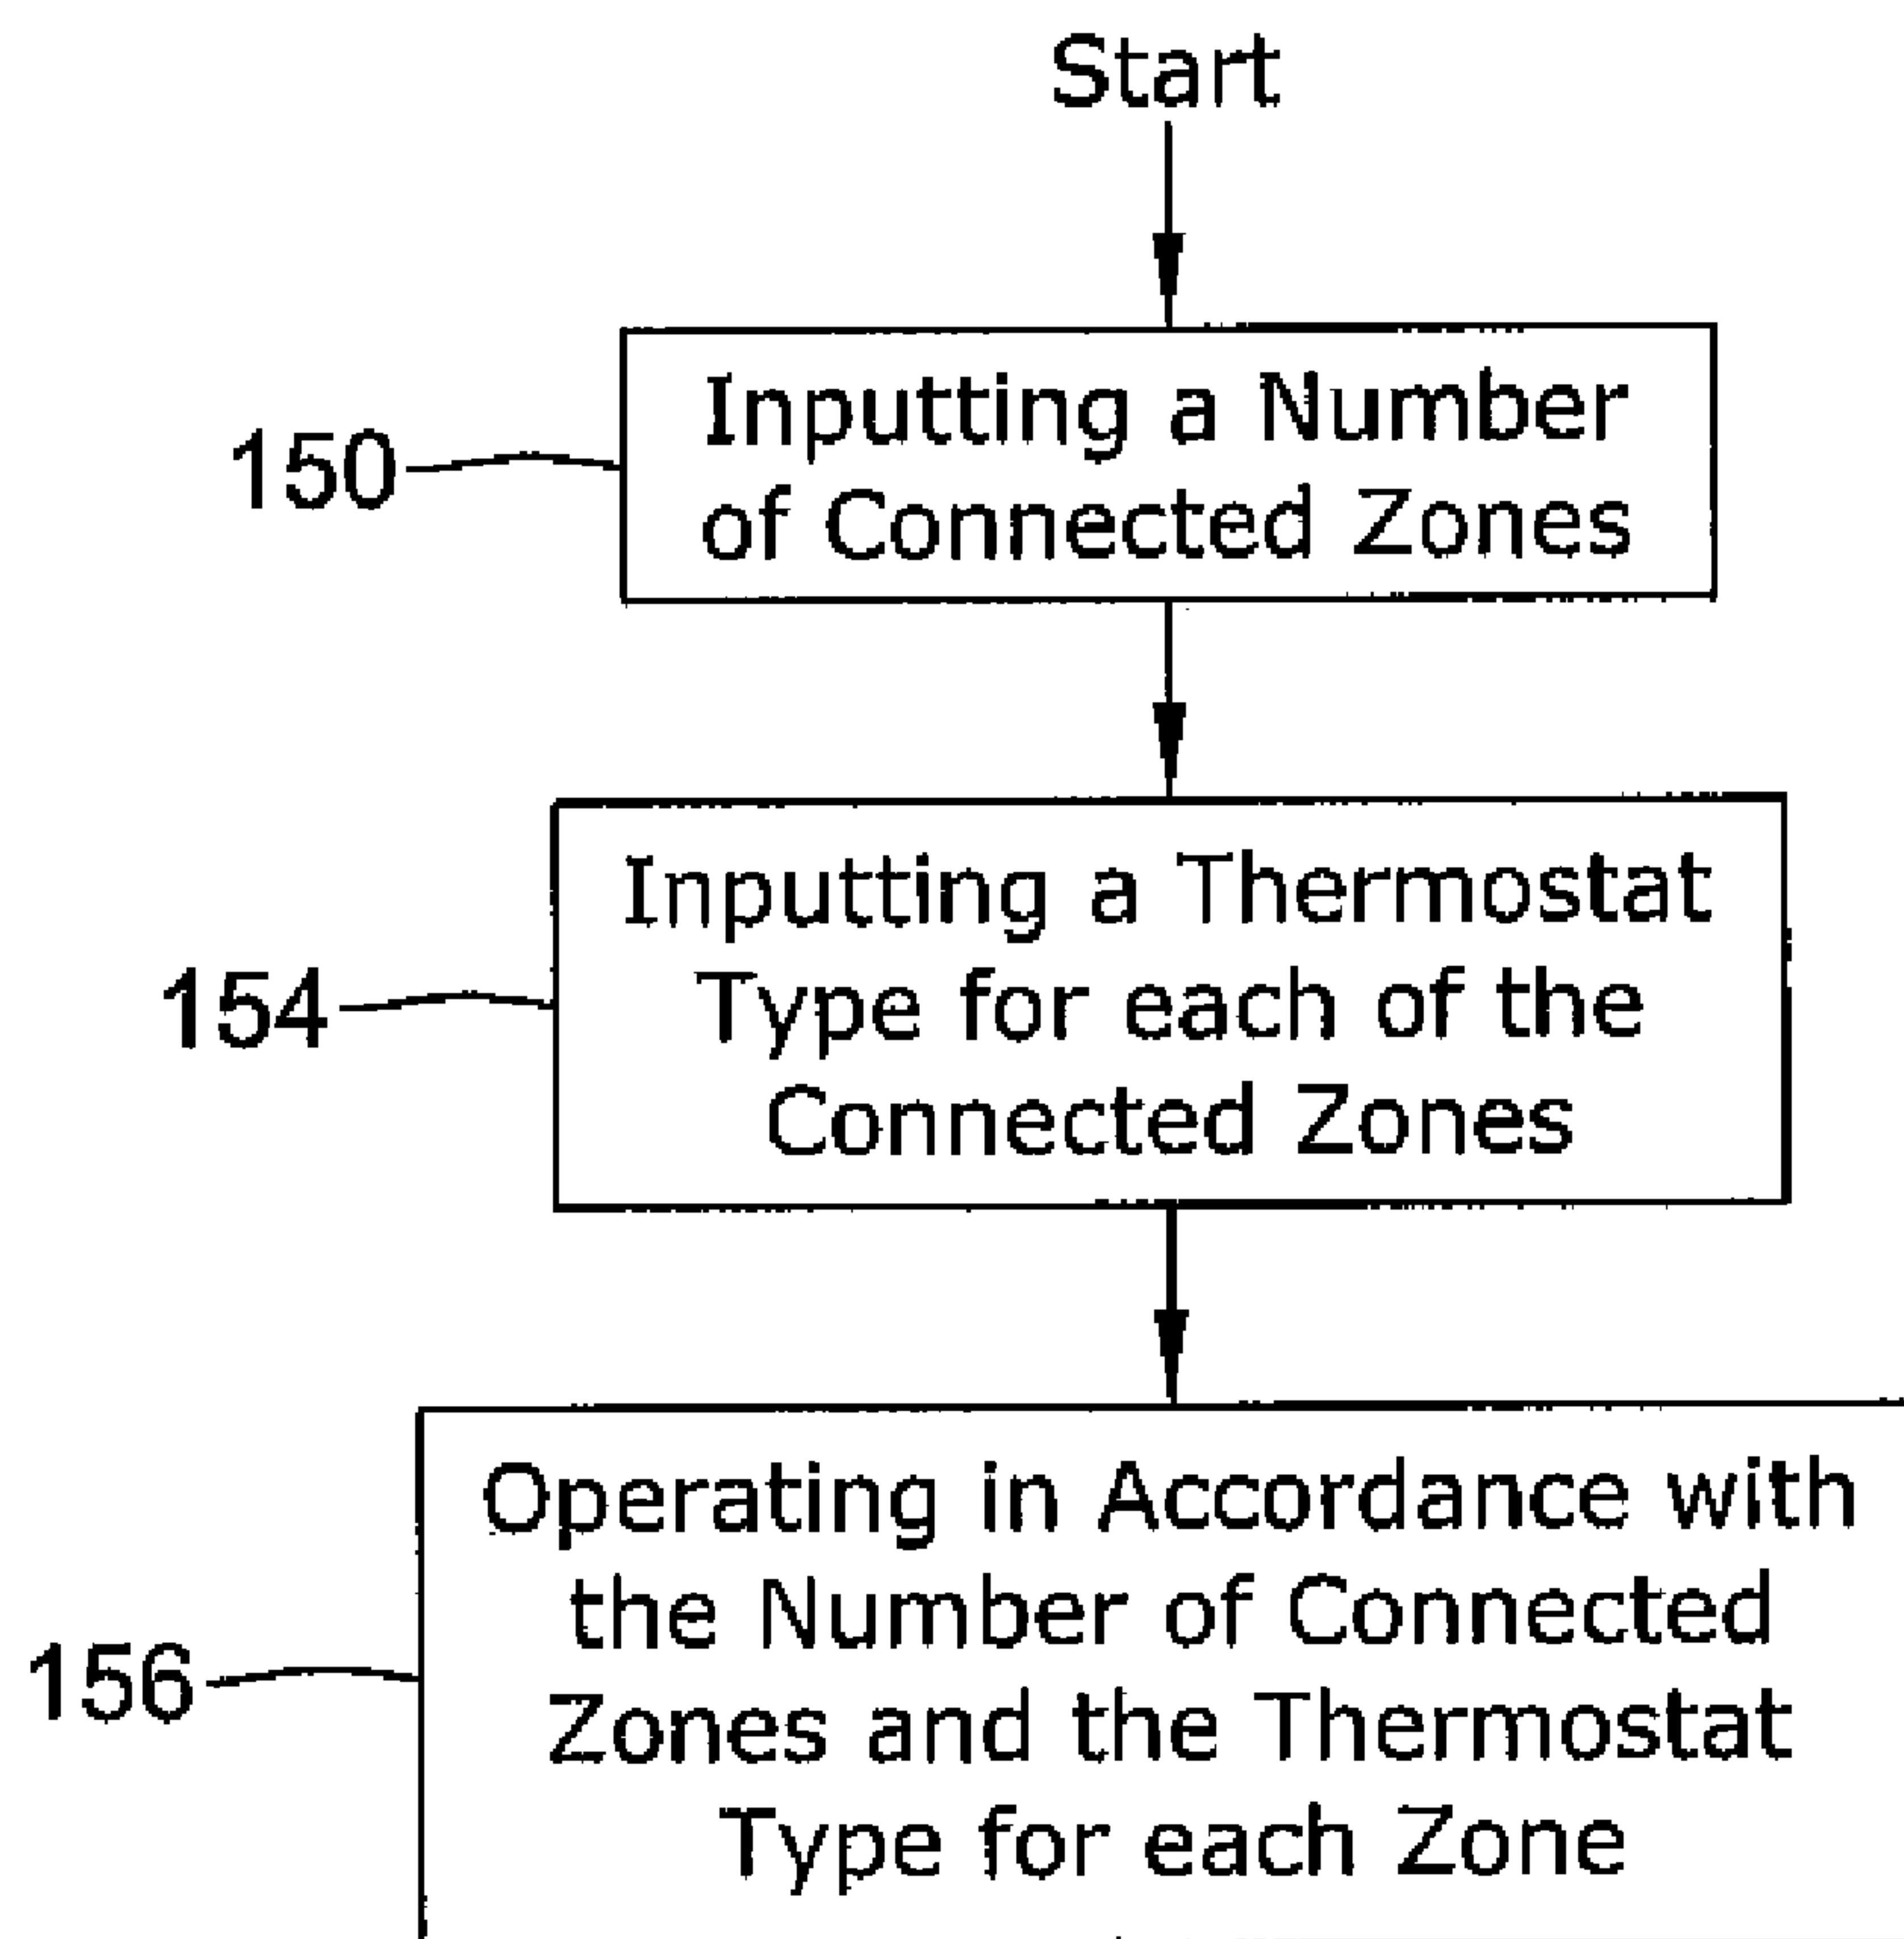 Start
150
Inputting a Number
of Connected Zones
154
Inputting a Thermostat
Type for each of the
Connected Zones
156
Operating in Accordance with
the Number of Connected
Zones and the Thermostat
Type for each Zone